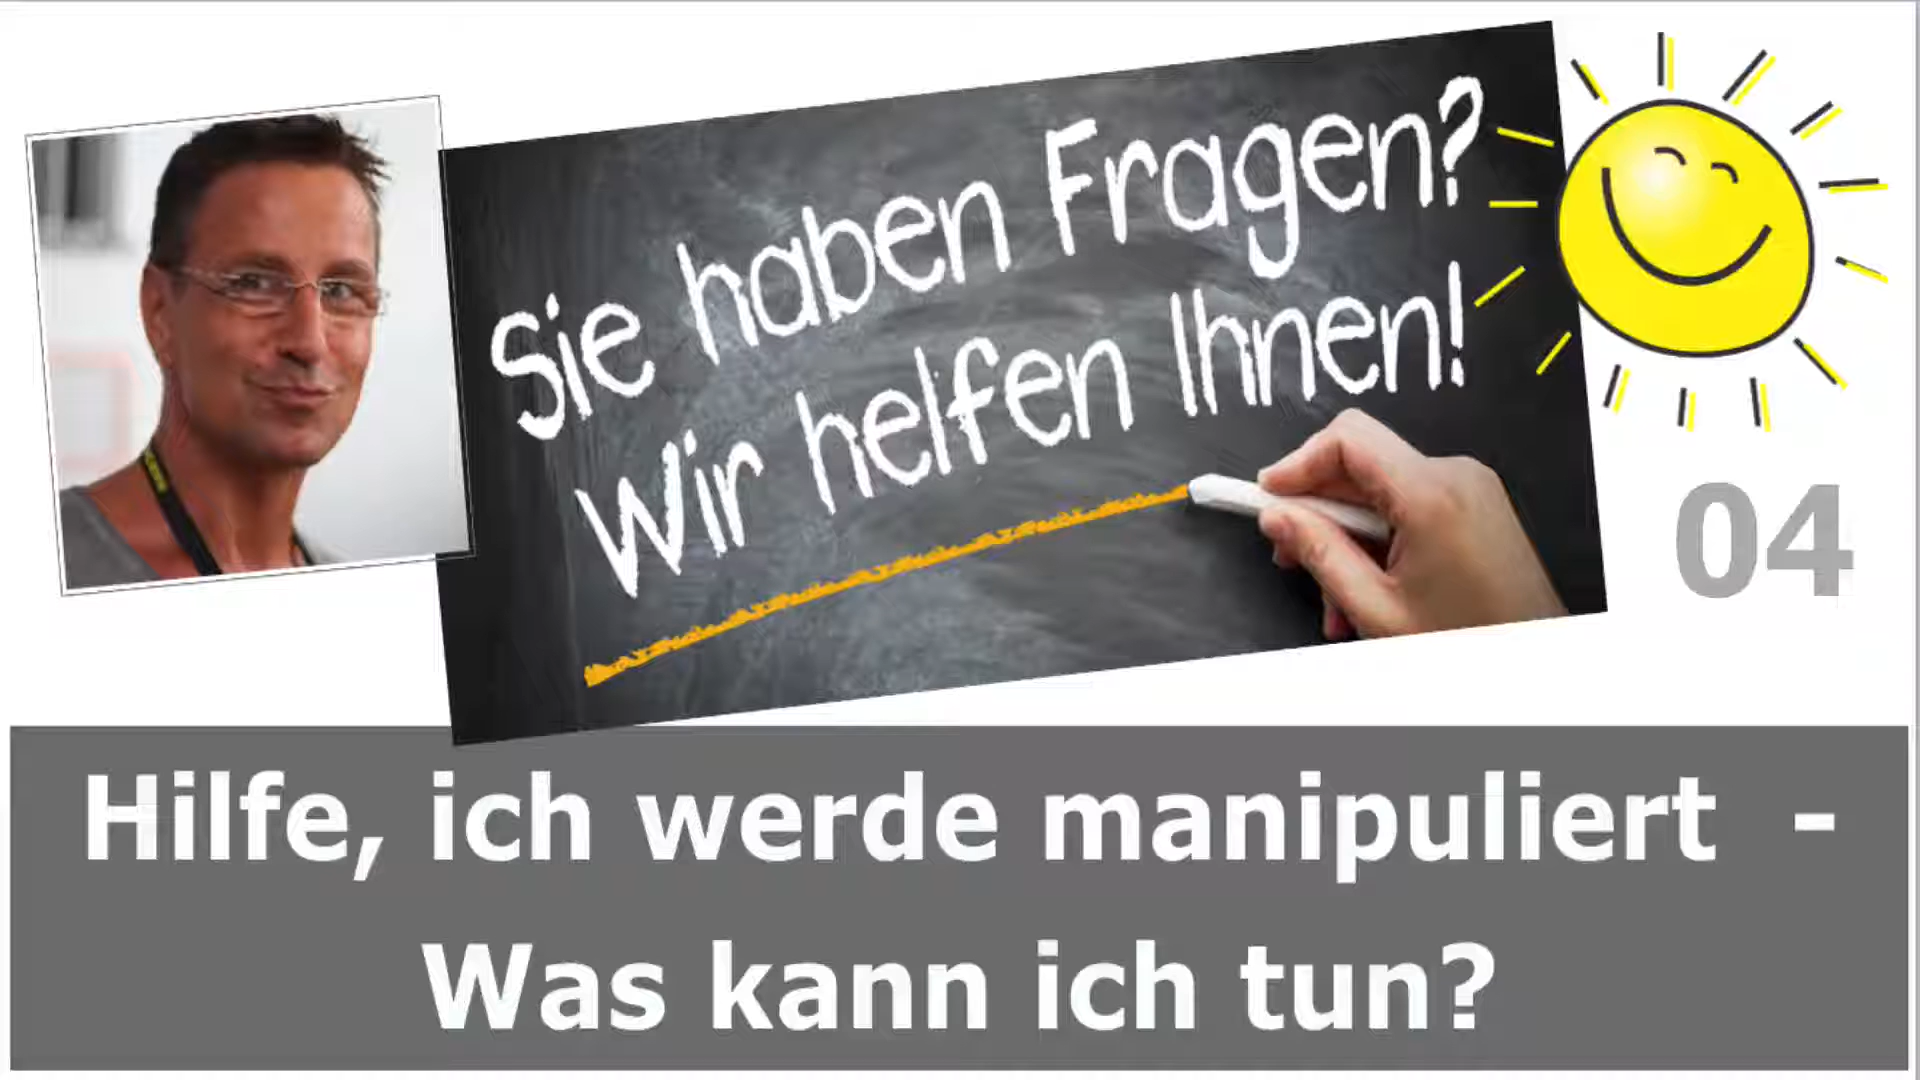 Sie haben Fragen?
Wir helfen Ihnen!
04
Hilfe, ich werde manipuliert -
Was kann ich tun?